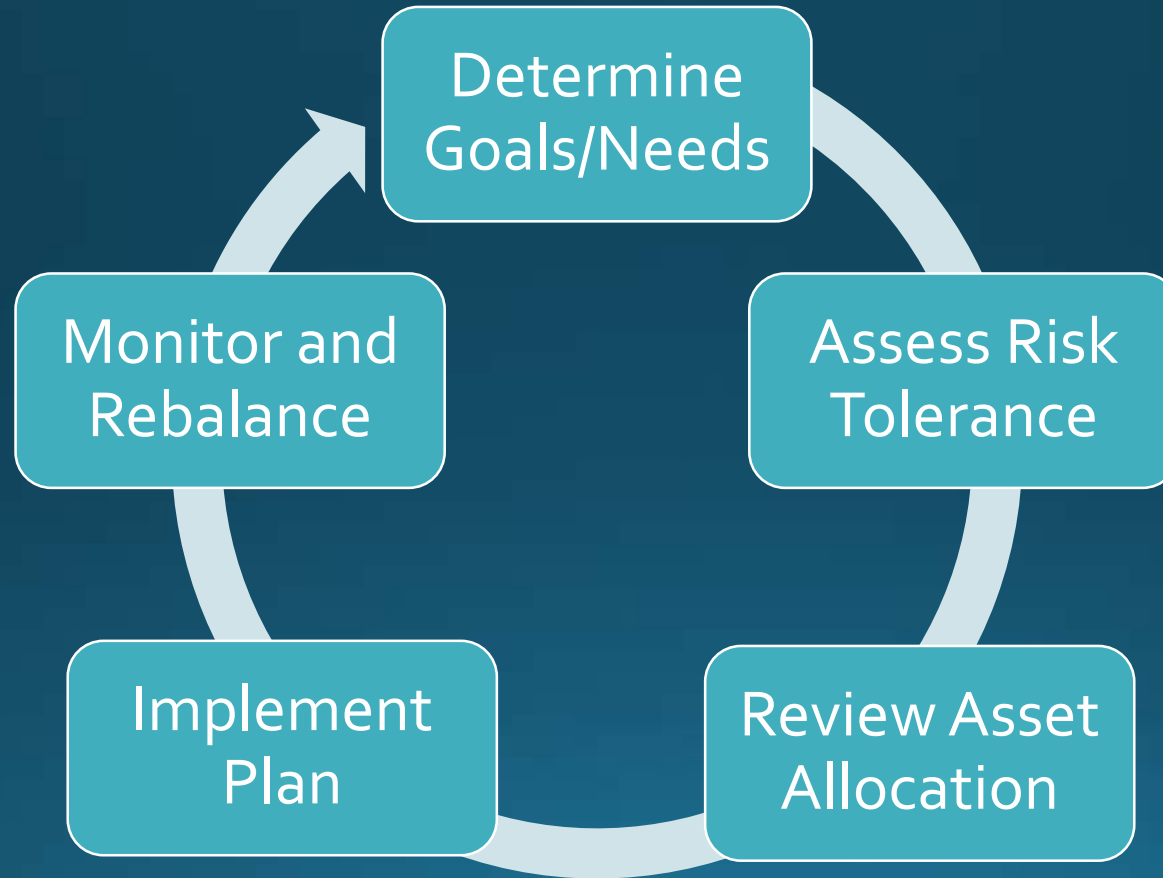 Determine
Goals/Needs
Assess Risk
Tolerance
Review Asset
Allocation
Implement
Plan
Monitor and
Rebalance